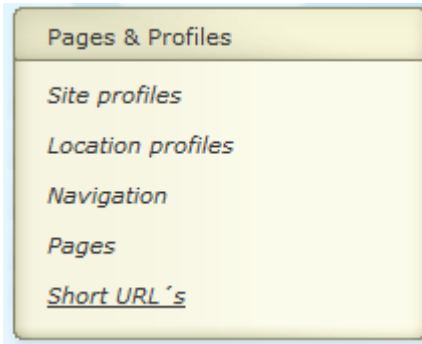 Pages & Profiles
Site profiles
Location profiles
Navigation
Pages
Short URL´s